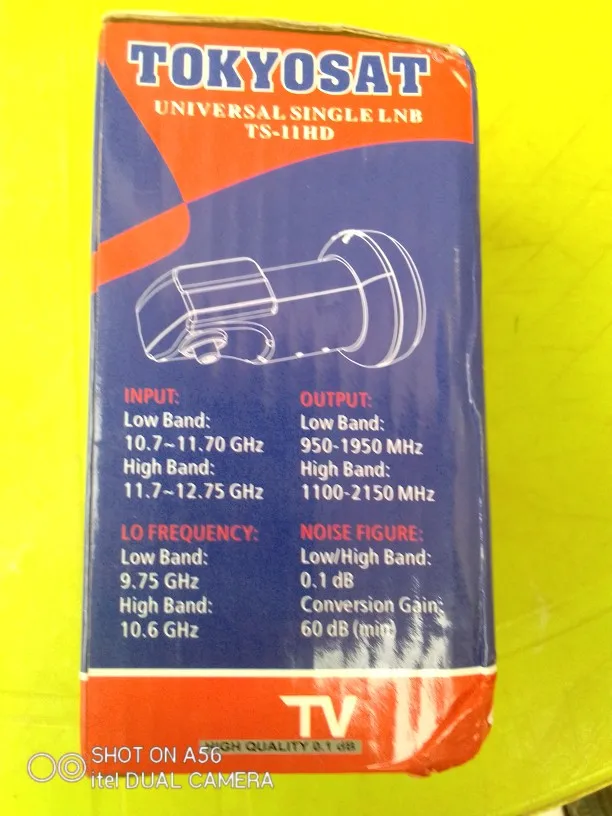 TOKYOSAT
UNIVERSAL SINGLE LNB
TS-11HD
INPUT:
Low Band:
10.7~11.70 GHz
High Band:
11.7~12.75 GHz
OUTPUT:
Low Band:
950-1950 MHz
High Band:
1100-2150 MHz
LO FREQUENCY:
Low Band:
9.75 GHz
High Band:
10.6 GHz
NOISE FIGURE:
Low/High Band:
0.1 dB
Conversion Gain:
60 dB (min)
TV
HIGH QUALITY 0.1 dB
SHOT ON A56
itel DUAL CAMERA